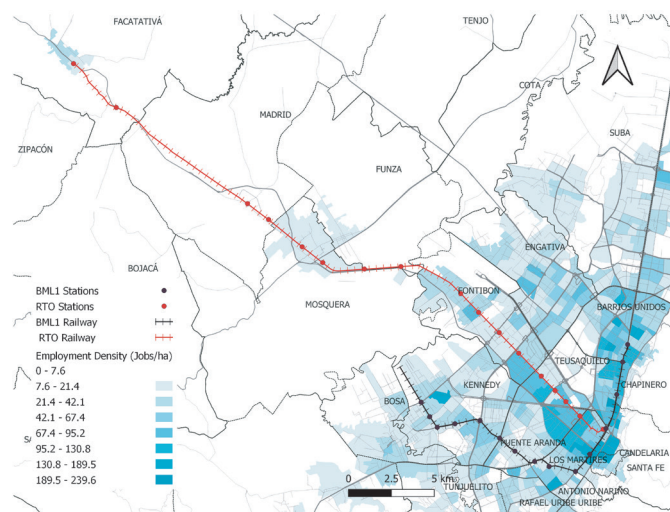 FACATATIVÁ
TENJO
COTA
MADRID
SUBA
ZIPACÓN
FUNZA
ENGATIVA
BOJACÁ
MOSQUERA
FONTIBON
BARRIOS UNIDOS
TEUSAQUILLO
KENNEDY
CHAPINERO
BOSA
PUENTE ARANDA
CANDELARIA
LOS MARTIRES
SANTA FE
TUNJUELITO
ANTONIO NARIÑO
RAFAEL URIBE URIBE
BML1 Stations
RTO Stations
BML1 Railway
RTO Railway
Employment Density (Jobs/ha)
0 - 7.6
7.6 - 21.4
21.4 - 42.1
42.1 - 67.4
67.4 - 95.2
95.2 - 130.8
130.8 - 189.5
189.5 - 239.6
0 2.5 5 km